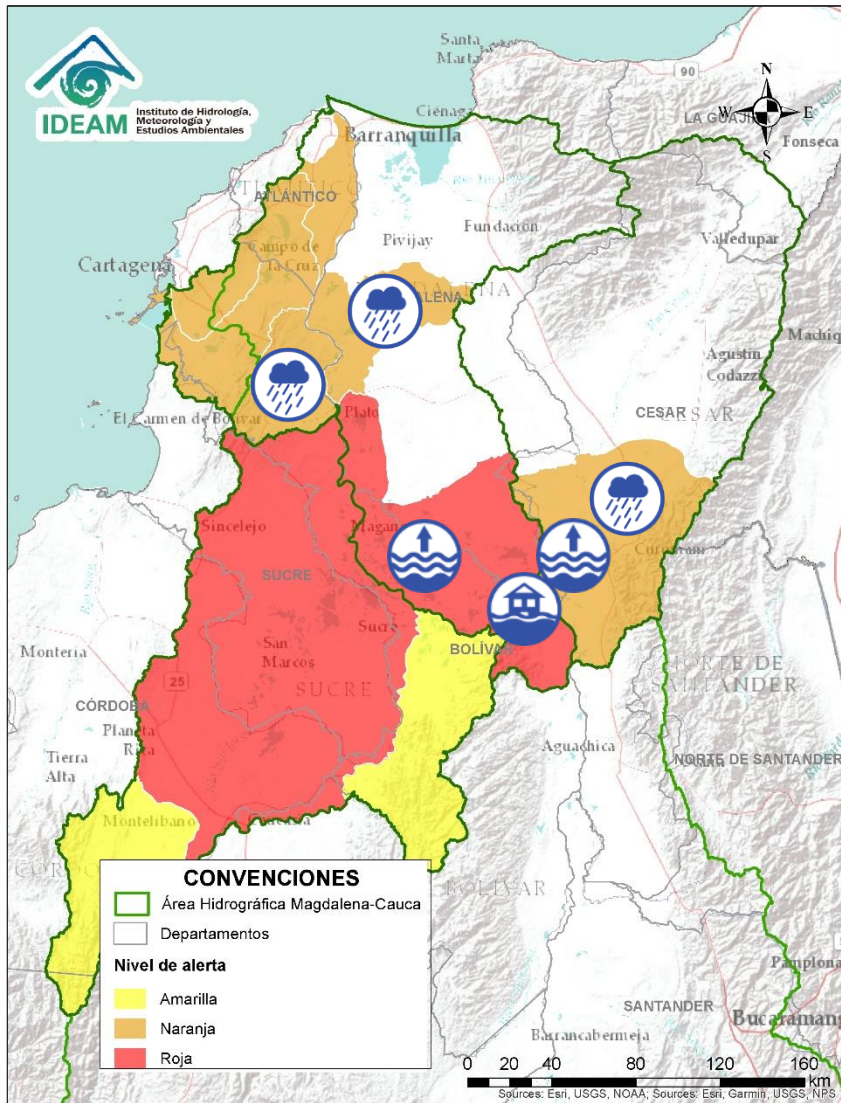 IDEAM
Instituto de Hidrología,
Meteorología y
Estudios Ambientales
Santa
Marta
90
N
W
E
S
Ciénaga
LA GUAJIRA
Fonseca
Barranquilla
ATLÁNTICO
Fundación
Pivijay
Valledupar
Campo de
la Cruz
Cartagena
Agustín
Codazzi
El Carmen de Bolívar
Plato
CESAR
CESAR
Sincelejo
SUCRE
Sucre
San
Marcos
SUCRE
BOLÍVAR
Montería
25
CÓRDOBA
Planeta
Rica
Tierra
Alta
NORTE DE
SANTANDER
NORTE DE SANTANDER
Aguachica
Montelibano
BOLÍVAR
CONVENCIONES
Área Hidrográfica Magdalena-Cauca
Departamentos
Nivel de alerta
Amarilla
Naranja
Roja
Pamplona
SANTANDER
Barrancabermeja
0 20 40 80 120 160
km
Sources: Esri, USGS, NOAA; Sources: Esri, Garmin, USGS, NPS